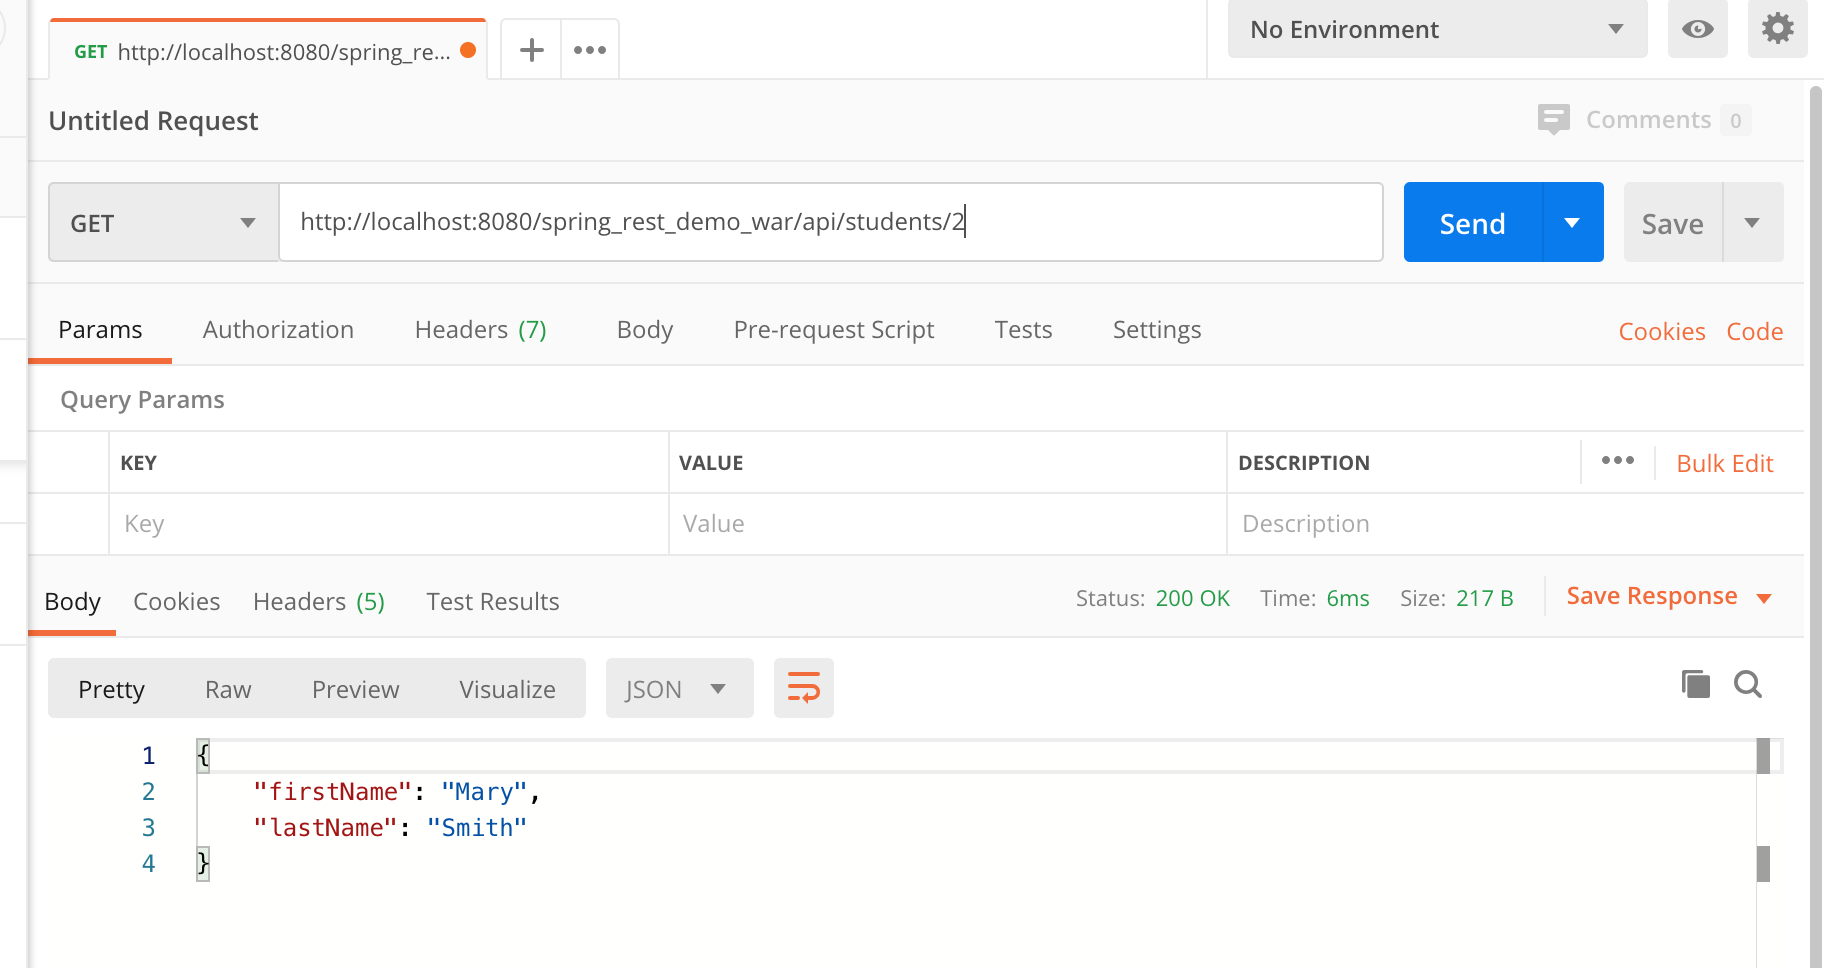 GET http://localhost:8080/spring_re...
No Environment
Untitled Request
Comments 0
GET http://localhost:8080/spring_rest_demo_war/api/students/2 Send Save
Params Authorization Headers (7) Body Pre-request Script Tests Settings Cookies Code
Query Params
KEY VALUE DESCRIPTION Bulk Edit
Key Value Description
Body Cookies Headers (5) Test Results Status: 200 OK Time: 6ms Size: 217 B Save Response
Pretty Raw Preview Visualize JSON
1 {
2 "firstName": "Mary",
3 "lastName": "Smith"
4 }